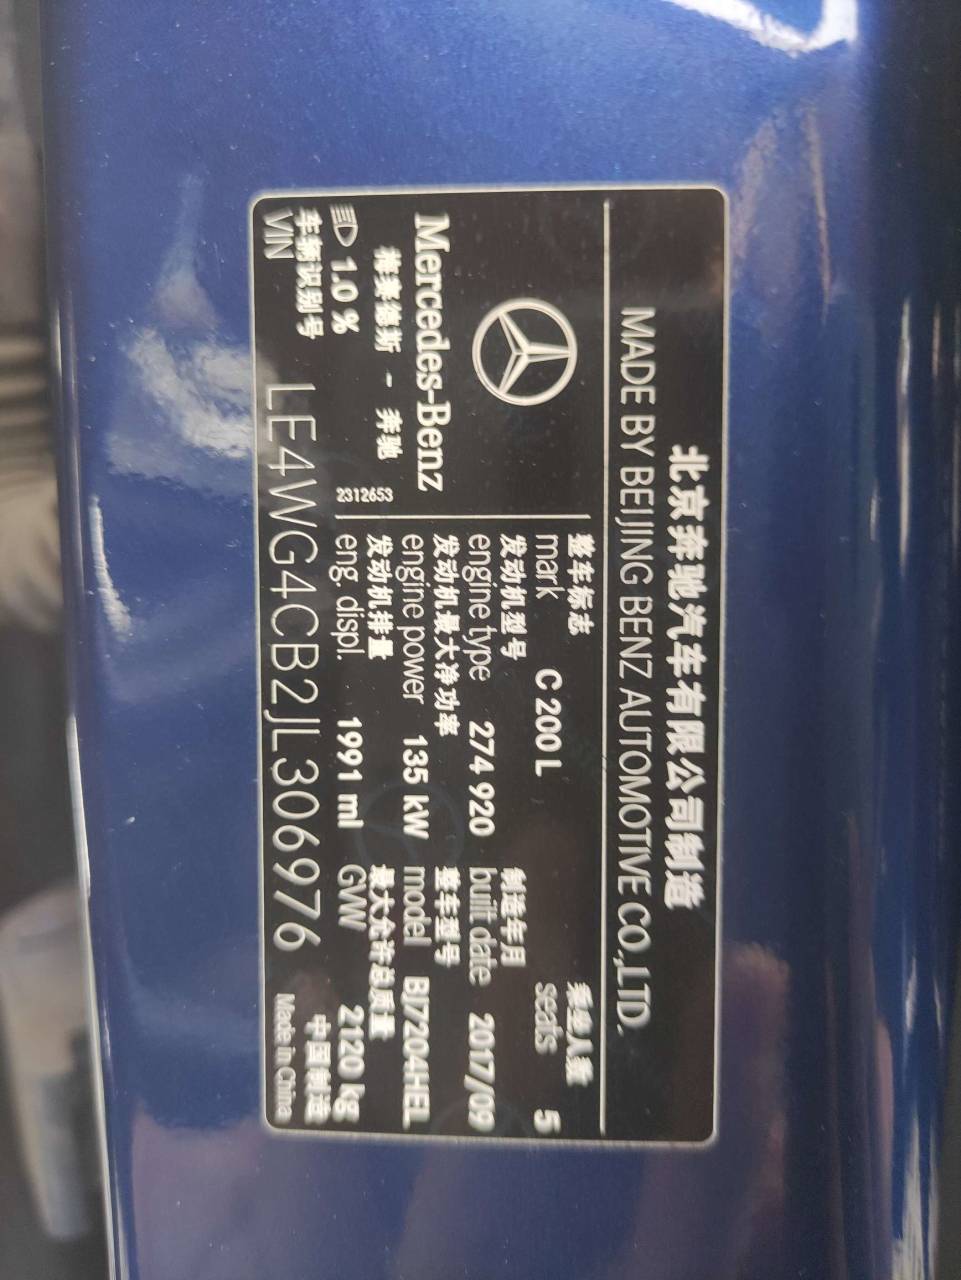 北京奔驰汽车有限公司制造
MADE BY BEIJING BENZ AUTOMOTIVE CO.,LTD.
Mercedes-Benz
梅赛德斯 - 奔驰
2312653
1.0 %
整车标志
mark C 200 L
乘坐人数
seats 5
发动机型号
engine type 274 920
制造年月
built date 2017/09
发动机最大净功率
engine power 135 kW
整车型号
model BJ7204HEL
发动机排量
eng. displ. 1991 ml
最大允许总质量
GVW 2120 kg
车辆识别号
VIN LE4WG4CB2JL306976
中国制造
Made in China